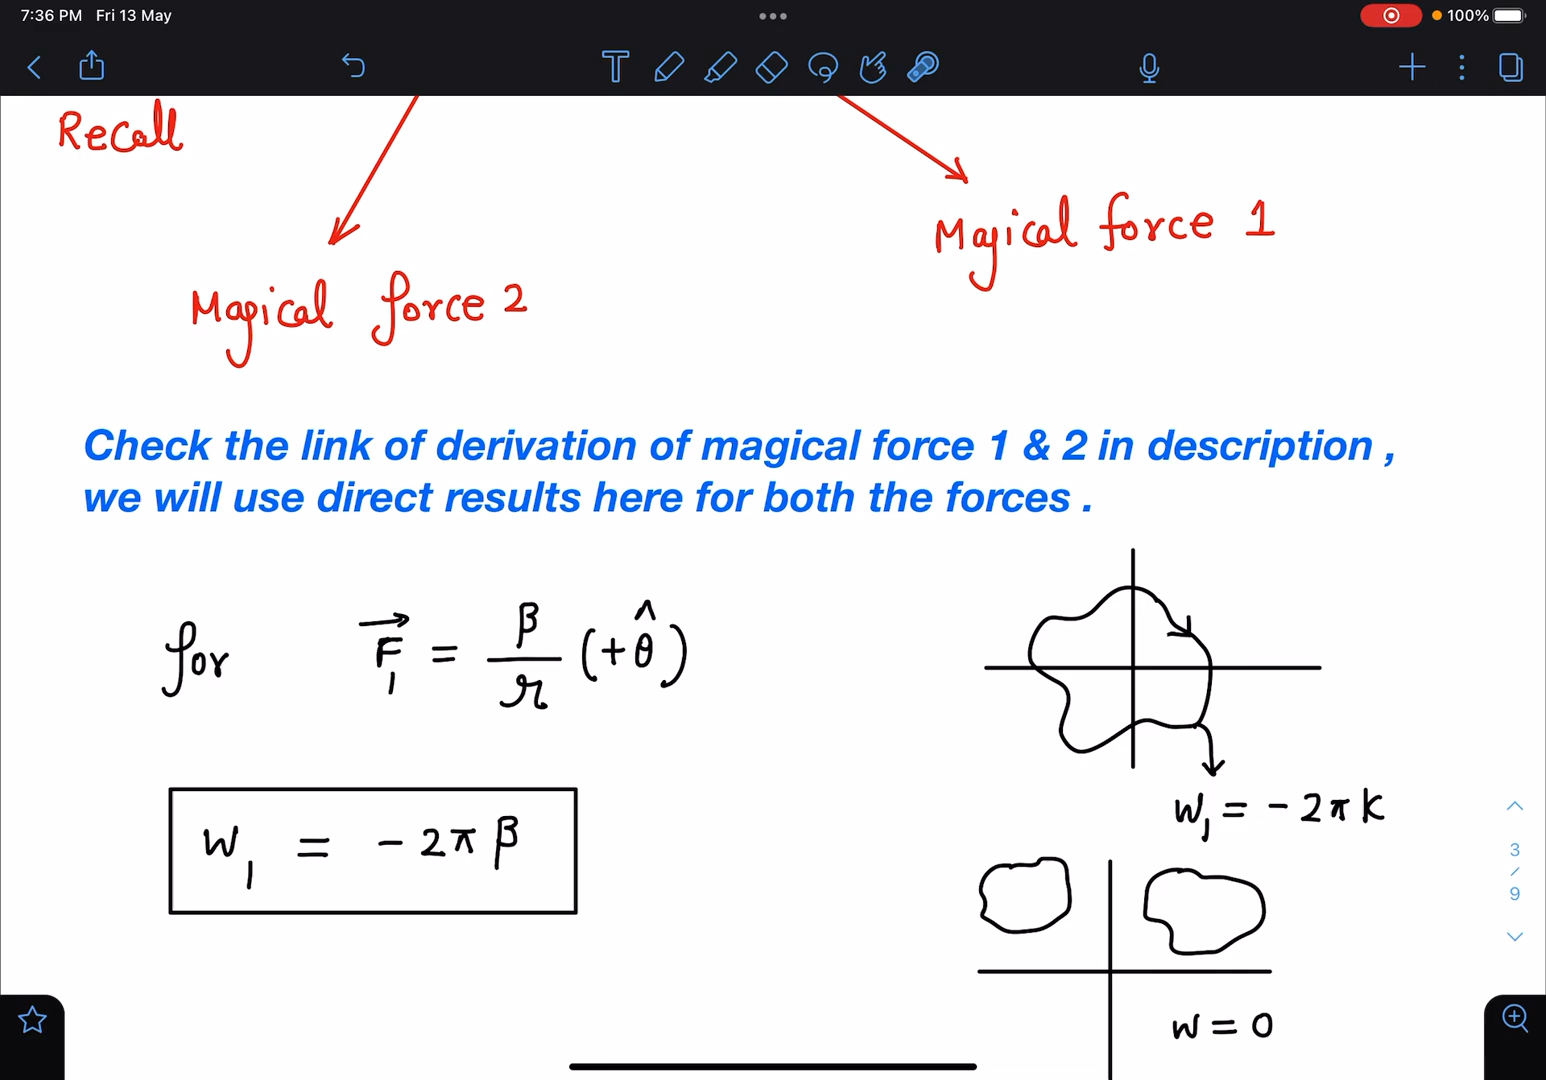 7:36 PM Fri 13 May
100%
Recall
Magical force 1
Magical force 2
Check the link of derivation of magical force 1 & 2 in description ,
we will use direct results here for both the forces .
for F⃗₁ = β/r (+θ̂)
W₁ = - 2π β
W₁ = - 2π k
W = 0
3
/
9